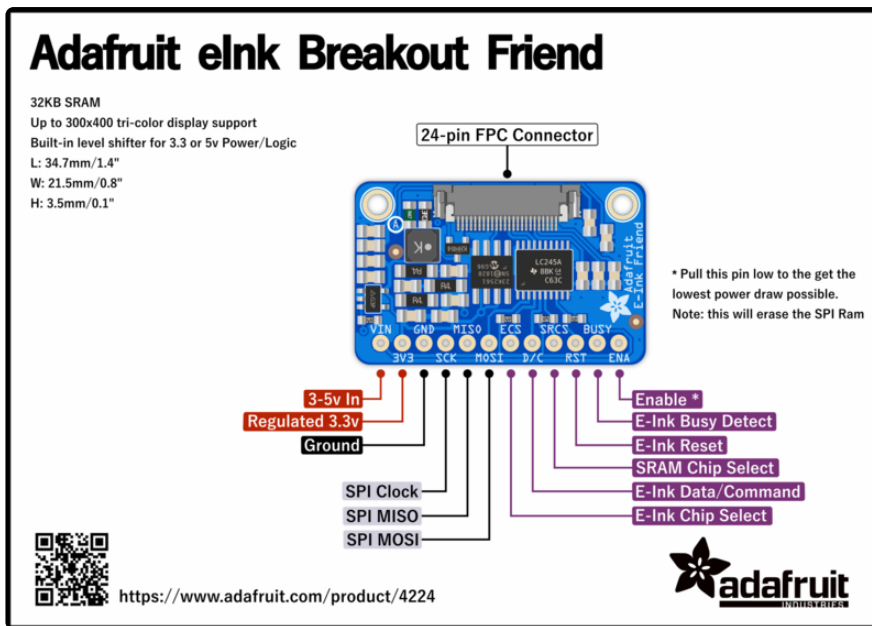 Adafruit eInk Breakout Friend
32KB SRAM
Up to 300x400 tri-color display support
Built-in level shifter for 3.3 or 5v Power/Logic
L: 34.7mm/1.4"
W: 21.5mm/0.8"
H: 3.5mm/0.1"
24-pin FPC Connector
A
LC245A
88K
C63C
Adafruit
E-Ink Friend
* Pull this pin low to the get the
lowest power draw possible.
Note: this will erase the SPI Ram
VIN GND MISO ECS SRCS BUSY
3V3 SCK MOSI D/C RST ENA
3-5v In
Regulated 3.3v
Ground
SPI Clock
SPI MISO
SPI MOSI
Enable *
E-Ink Busy Detect
E-Ink Reset
SRAM Chip Select
E-Ink Data/Command
E-Ink Chip Select
https://www.adafruit.com/product/4224
adafruit
INDUSTRIES